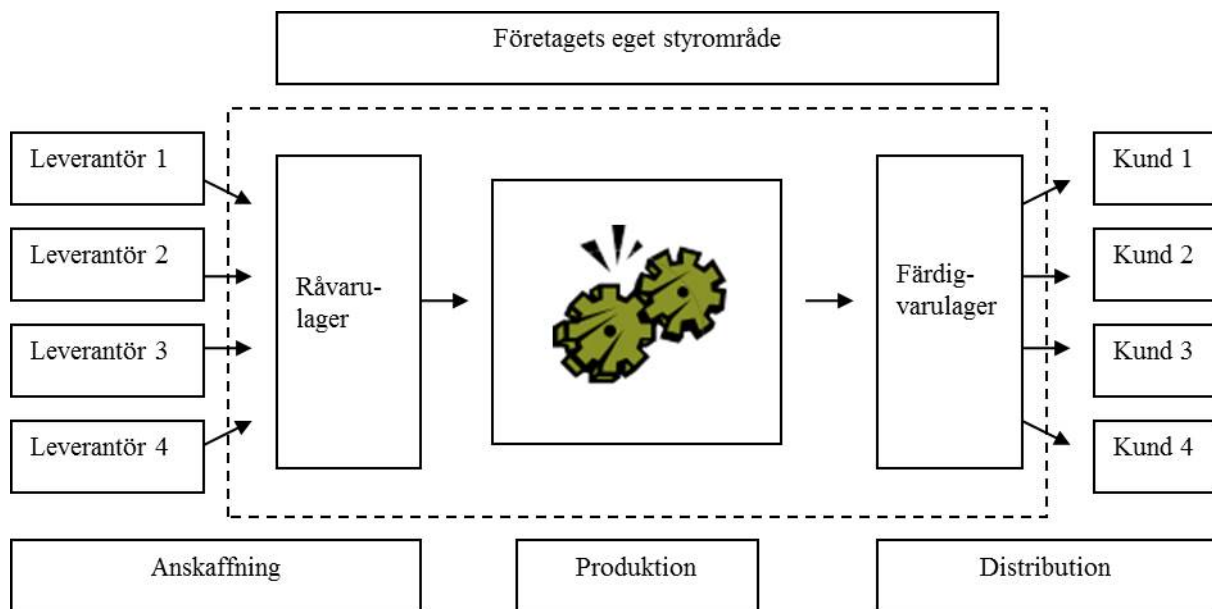 Företagets eget styrområde
Leverantör 1
Leverantör 2
Leverantör 3
Leverantör 4
Råvaru-
lager
Färdig-
varulager
Kund 1
Kund 2
Kund 3
Kund 4
Anskaffning
Produktion
Distribution